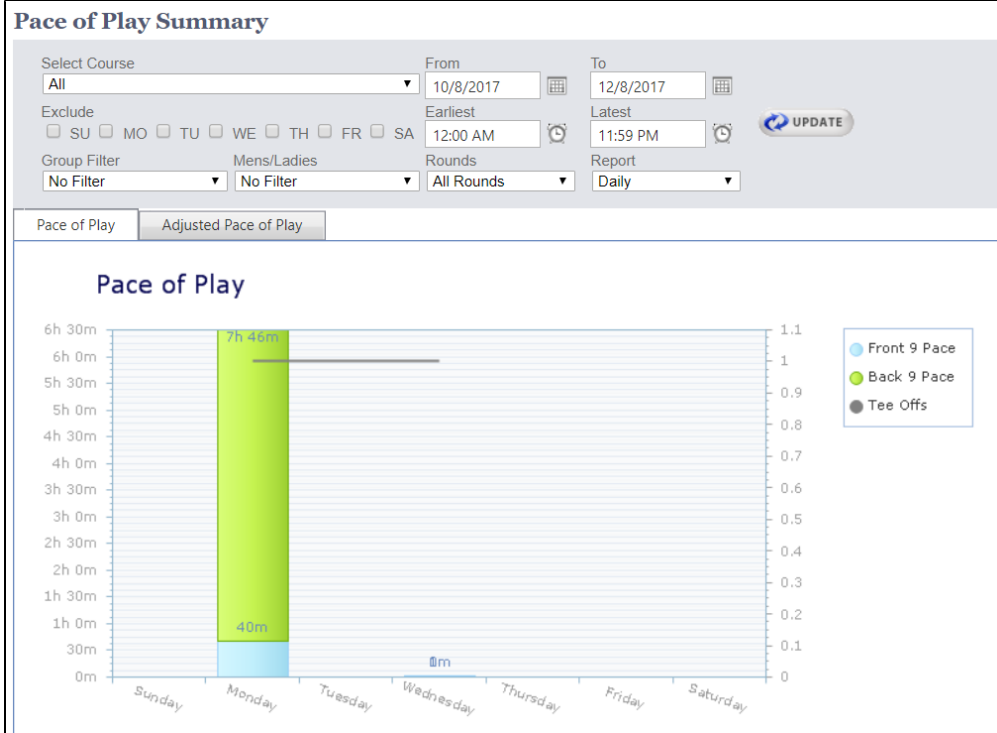 Pace of Play Summary
Select Course From To
All 10/8/2017 12/8/2017
Exclude Earliest Latest
SU MO TU WE TH FR SA 12:00 AM 11:59 PM UPDATE
Group Filter Mens/Ladies Rounds Report
No Filter No Filter All Rounds Daily
Pace of Play Adjusted Pace of Play
Pace of Play
6h 30m 7h 46m 1.1
6h 0m 1 Front 9 Pace
5h 30m 0.9 Back 9 Pace
5h 0m 0.8 Tee Offs
4h 30m 0.7
4h 0m 0.6
3h 30m 0.5
3h 0m 0.4
2h 30m 0.3
2h 0m 0.2
1h 30m 0.1
1h 0m 40m
30m
0m 0
Sunday Monday Tuesday Wednesday Thursday Friday Saturday